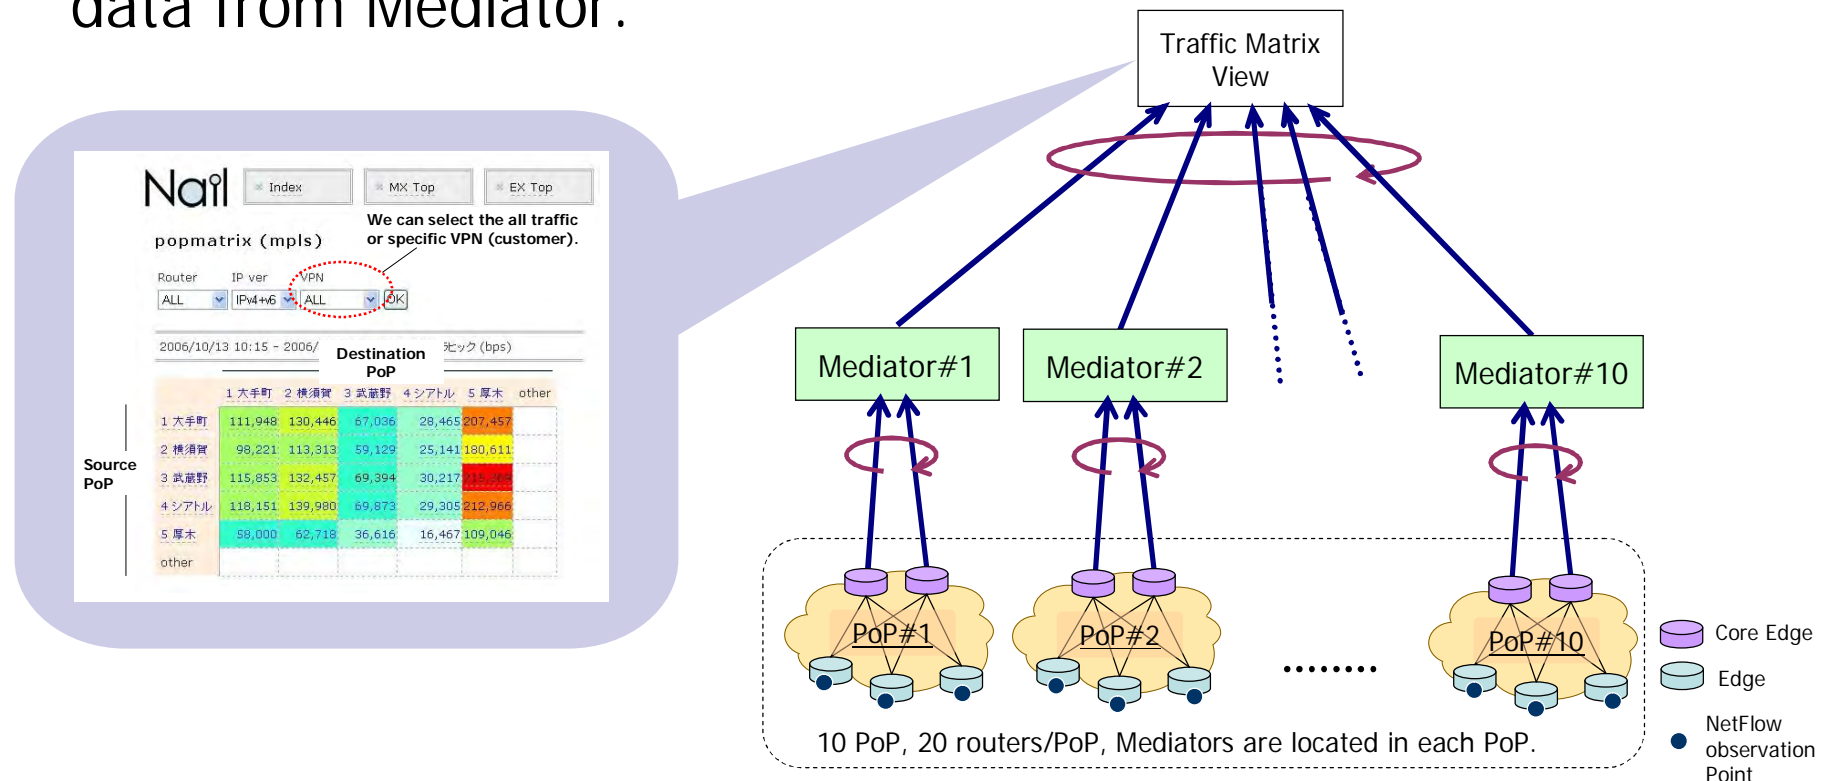 data from Mediator.
Traffic Matrix
View
Nail
Index
MX Top
EX Top
We can select the all traffic
or specific VPN (customer).
popmatrix (mpls)
Router IP ver VPN
ALL IPv4+v6 ALL OK
2006/10/13 10:15 - 2006/ ヒック (bps)
Destination
PoP
1 大手町 2 横須賀 3 武蔵野 4 シアトル 5 厚木 other
1 大手町 111,948 130,446 67,036 28,465 207,457
2 横須賀 98,221 113,313 59,129 25,141 180,611
3 武蔵野 115,853 132,457 69,394 30,217
4 シアトル 118,151 139,980 69,873 29,305 212,966
5 厚木 58,000 62,718 36,616 16,467 109,046
other
Source
PoP
Mediator#1
Mediator#2
Mediator#10
PoP#1
PoP#2
PoP#10
........
10 PoP, 20 routers/PoP, Mediators are located in each PoP.
Core Edge
Edge
NetFlow
observation
Point